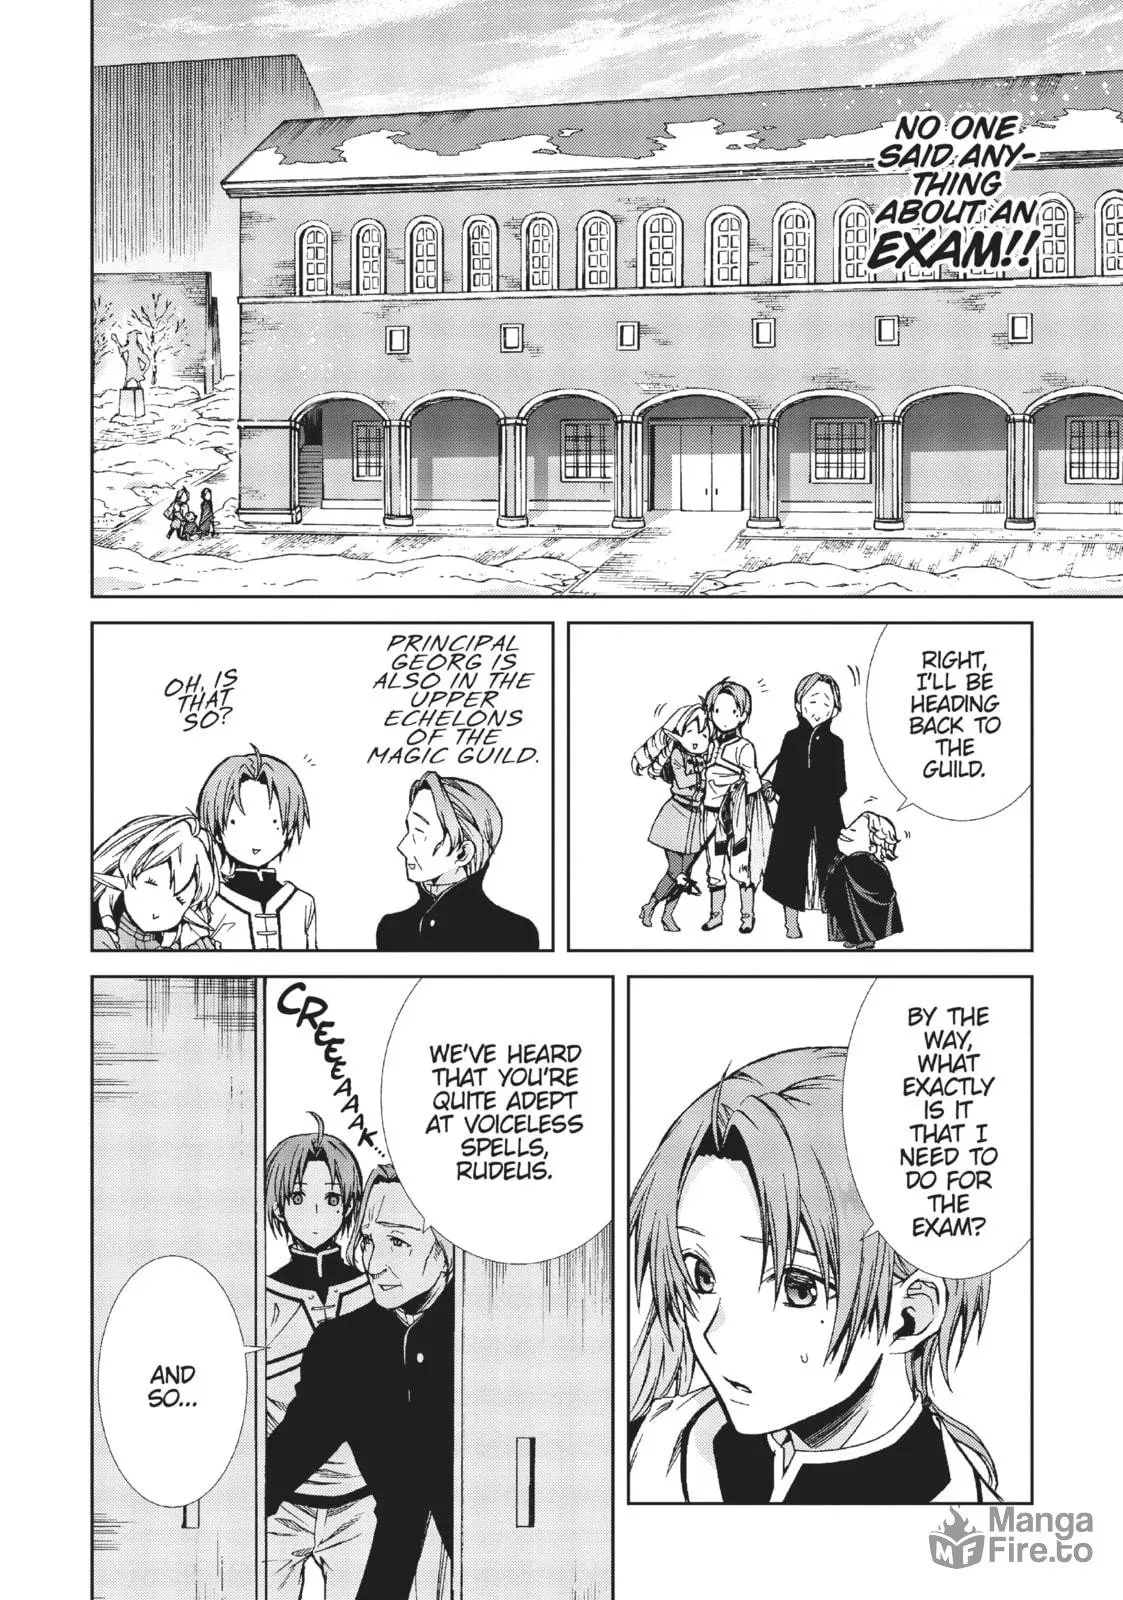 NO ONE
SAID ANY-
THING
ABOUT AN
EXAM!!
RIGHT,
I'LL BE
HEADING
BACK TO
THE
GUILD.
PRINCIPAL
GEORG IS
ALSO IN THE
UPPER
ECHELONS
OF THE
MAGIC GUILD.
OH, IS
THAT
SO?
BY THE
WAY,
WHAT
EXACTLY
IS IT
THAT I
NEED TO
DO FOR
THE
EXAM?
WE'VE HEARD
THAT YOU'RE
QUITE ADEPT
AT VOICELESS
SPELLS,
RUDEUS.
CREEEAAAK...
AND
SO...
Manga
MF Fire.to